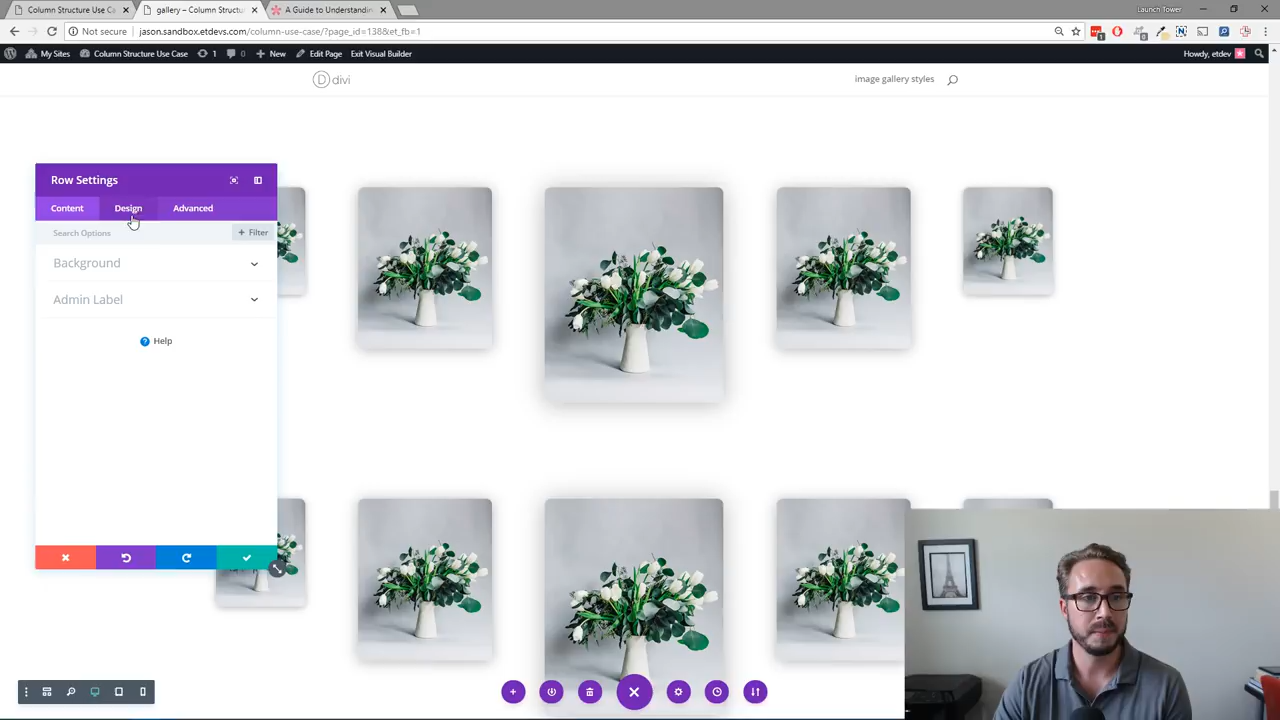 Launch Tower
Column Structure Use Ca
gallery – Column Structu
A Guide to Understandin
Not secure
jason.sandbox.etdevs.com/column-use-case/?page_id=138&et_fb=1
My Sites
Column Structure Use Case
1
0
New
Edit Page
Exit Visual Builder
Howdy, etdev
D divi
image gallery styles
Row Settings
Content
Design
Advanced
Search Options
+ Filter
Background
Admin Label
? Help